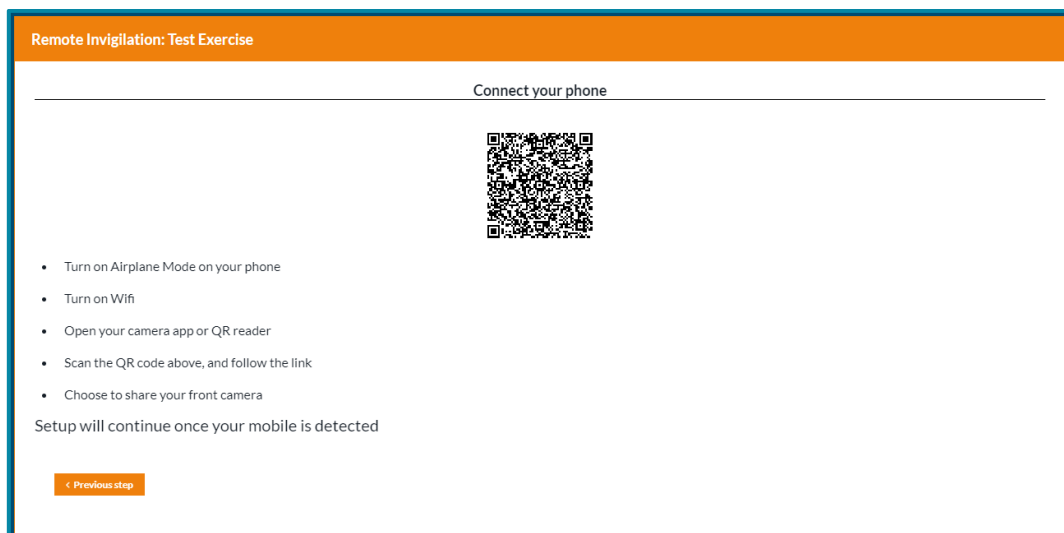 Remote Invigilation: Test Exercise
Connect your phone
• Turn on Airplane Mode on your phone
• Turn on Wifi
• Open your camera app or QR reader
• Scan the QR code above, and follow the link
• Choose to share your front camera
Setup will continue once your mobile is detected
< Previous step